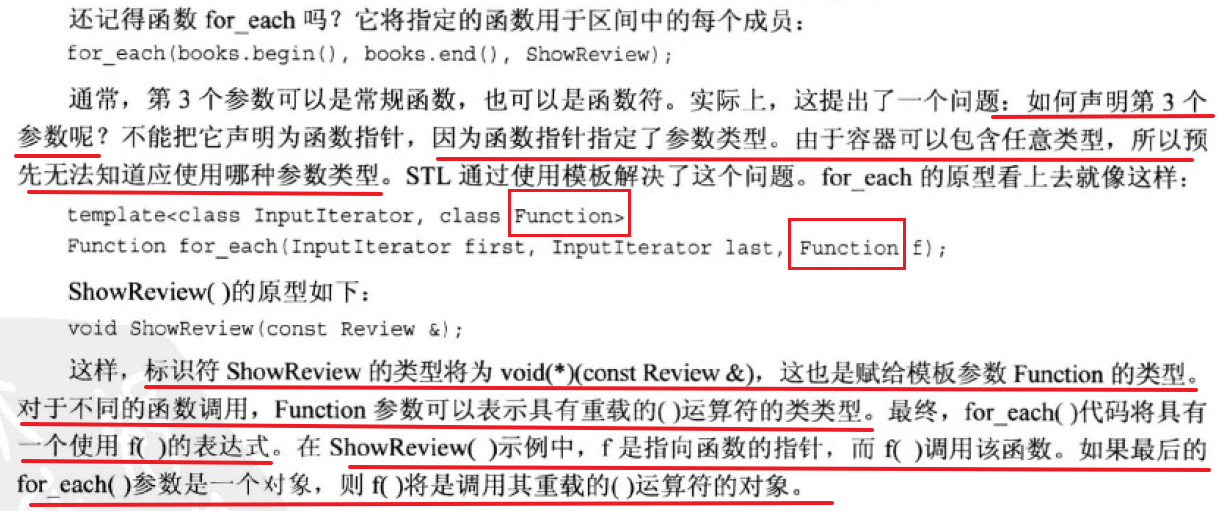 还记得函数 for_each 吗？它将指定的函数用于区间中的每个成员：
for_each(books.begin(), books.end(), ShowReview);
通常，第 3 个参数可以是常规函数，也可以是函数符。实际上，这提出了一个问题：如何声明第 3 个
参数呢？不能把它声明为函数指针，因为函数指针指定了参数类型。由于容器可以包含任意类型，所以预
先无法知道应使用哪种参数类型。STL 通过使用模板解决了这个问题。for_each 的原型看上去就像这样：
template<class InputIterator, class Function>
Function for_each(InputIterator first, InputIterator last, Function f);
ShowReview( )的原型如下：
void ShowReview(const Review &);
这样，标识符 ShowReview 的类型将为 void(*)(const Review &)，这也是赋给模板参数 Function 的类型。
对于不同的函数调用，Function 参数可以表示具有重载的( )运算符的类类型。最终，for_each( )代码将具有
一个使用 f( )的表达式。在 ShowReview( )示例中，f 是指向函数的指针，而 f( )调用该函数。如果最后的
for_each( )参数是一个对象，则 f( )将是调用其重载的( )运算符的对象。